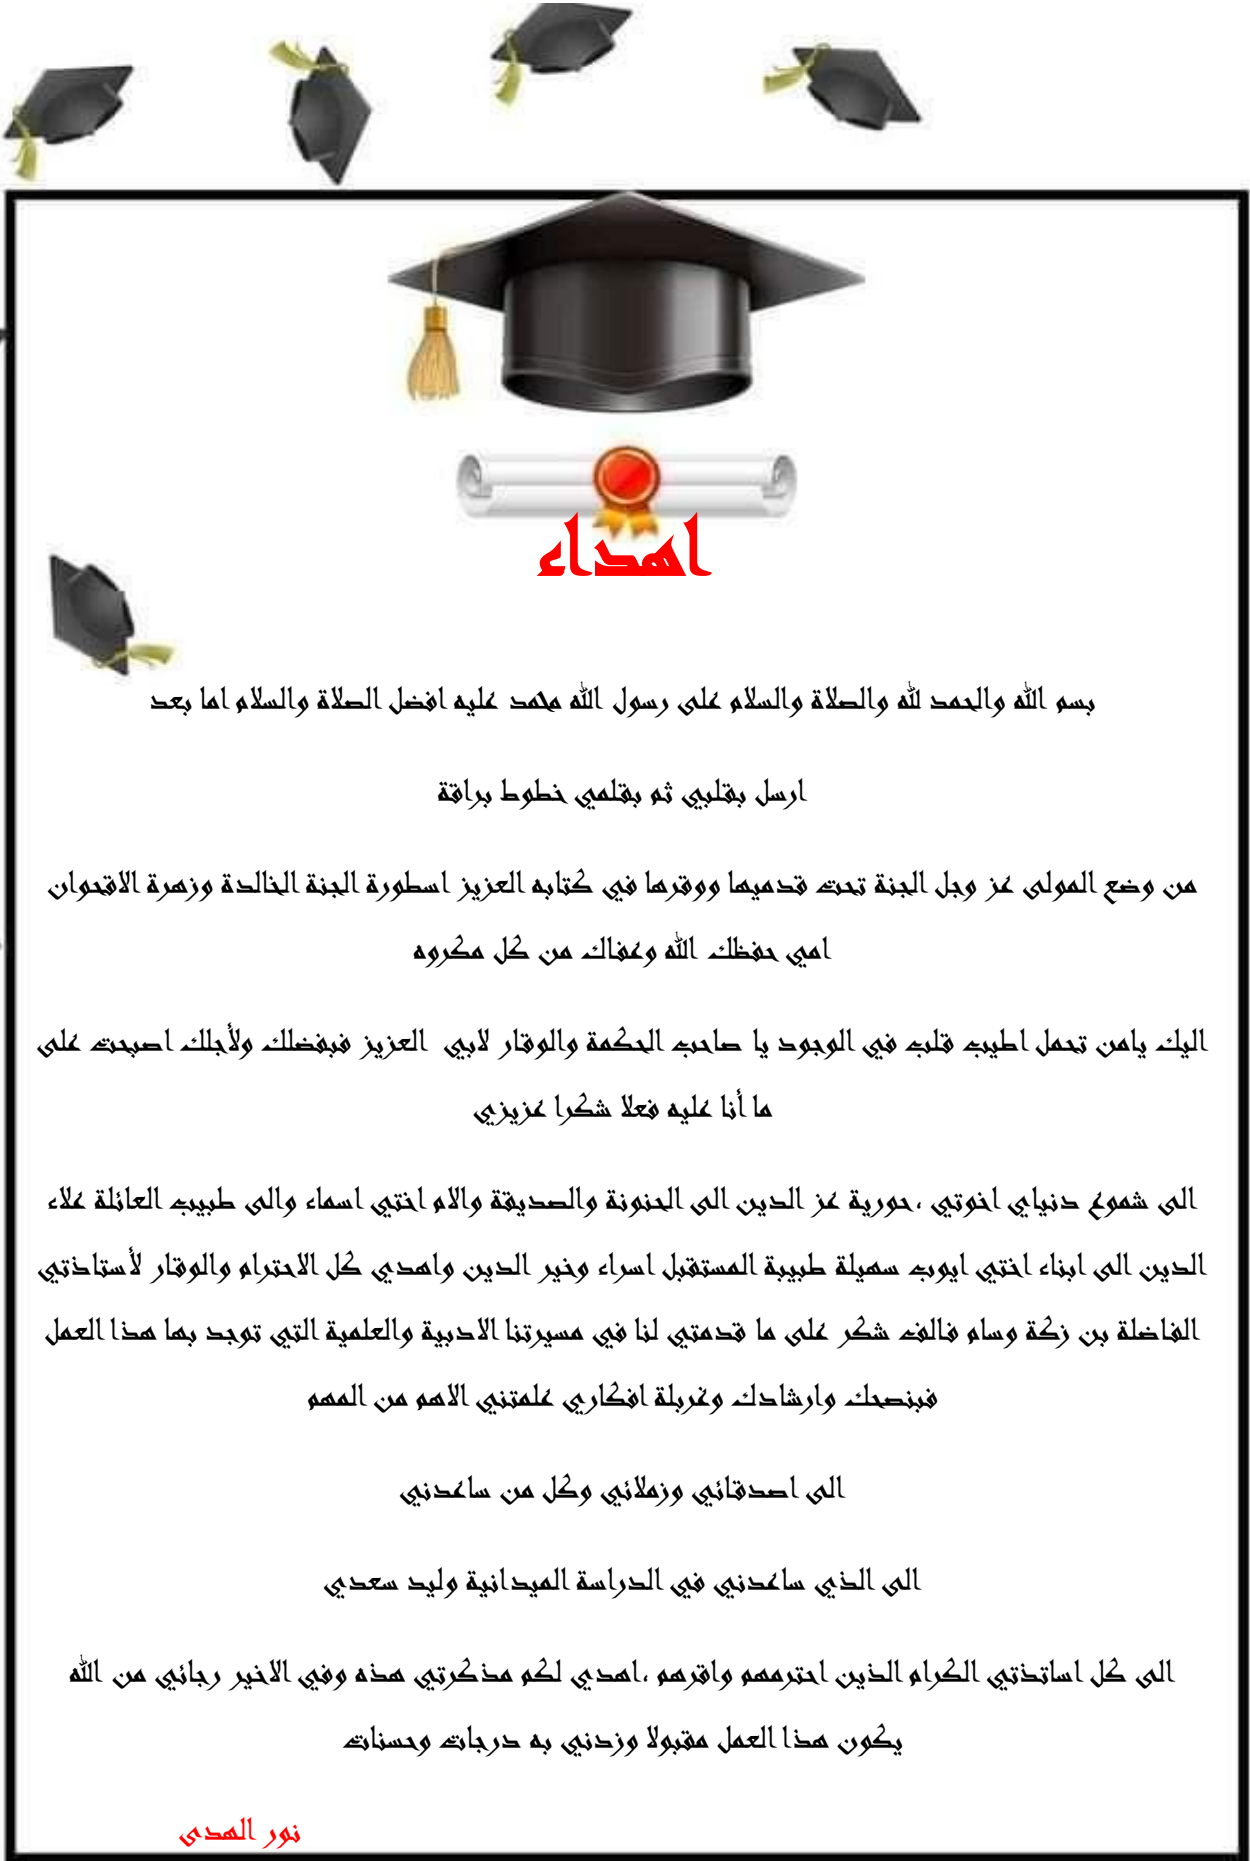 اهداء
بسم الله والحمد لله والصلاة والسلام على رسول الله محمد عليه افضل الصلاة والسلام اما بعد
ارسل بقلبي ثم بقلمي خطوط براقة
من وضع المولى عز وجل الجنة تحت قدميها ووقرها في كتابه العزيز اسطورة الجنة الخالدة وزهرة الاقحوان
امي حفظك الله وعفاك من كل مكروه
اليك يامن تحمل اطيب قلب في الوجود يا صاحب الحكمة والوقار لابي العزيز فبفضلك ولأجلك اصبحت على
ما أنا عليه فعلا شكرا عزيزي
الى شموع دنياي اخوتي ،حورية عز الدين الى الحنونة والصديقة والام اختي اسماء والى طبيب العائلة علاء
الدين الى ابناء اختي ايوب سهيلة طبيبة المستقبل اسراء وخير الدين واهدي كل الاحترام والوقار لأستاذتي
الفاضلة بن زكة وسام فالف شكر على ما قدمتي لنا في مسيرتنا الادبية والعلمية التي توجد بها هذا العمل
فبنصحك وارشادك وغربلة افكاري علمتني الاهم من المهم
الى اصدقائي وزملائي وكل من ساعدني
الى الذي ساعدني في الدراسة الميدانية وليد سعدي
الى كل اساتذتي الكرام الذين احترمهم واقرهم ،اهدي لكم مذكرتي هذه وفي الاخير رجائي من الله
يكون هذا العمل مقبولا وزدني به درجات وحسنات
نور الهدى